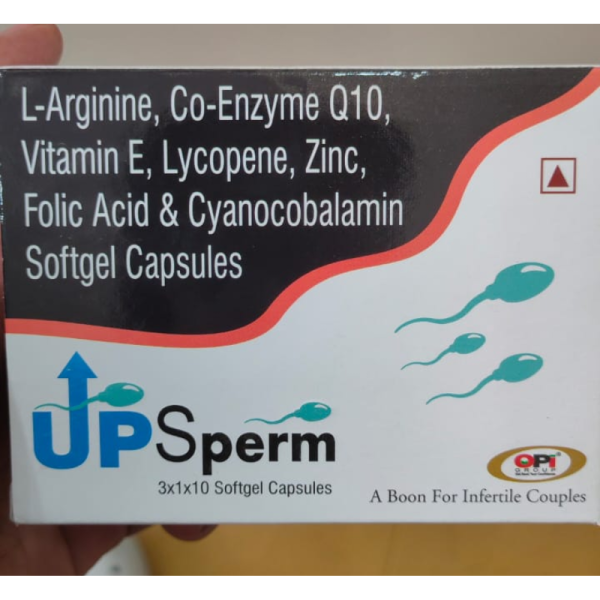 L-Arginine, Co-Enzyme Q10,
Vitamin E, Lycopene, Zinc,
Folic Acid & Cyanocobalamin
Softgel Capsules
UPSperm
3x1x10 Softgel Capsules
OPI
GROUP
A Boon For Infertile Couples